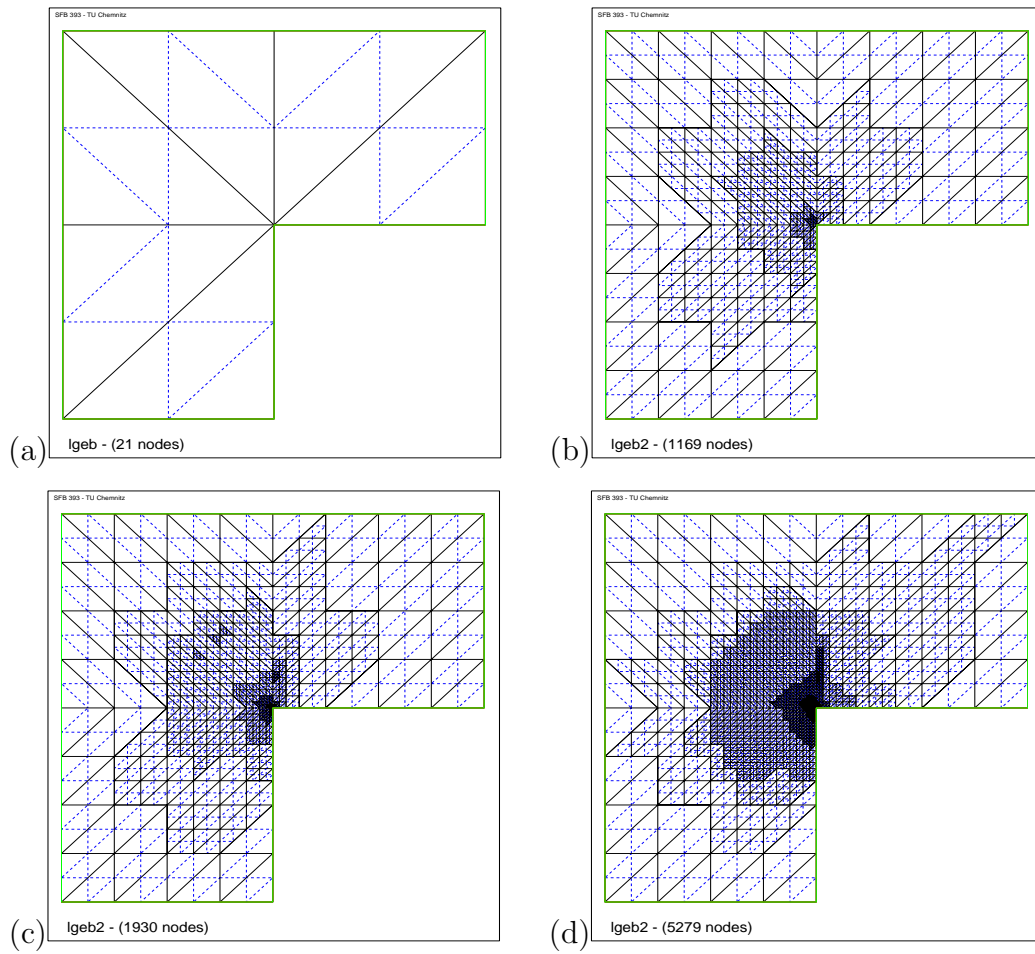 SFB 393 - TU Chemnitz
(a)
lgeb - (21 nodes)
SFB 393 - TU Chemnitz
(b)
lgeb2 - (1169 nodes)
SFB 393 - TU Chemnitz
(c)
lgeb2 - (1930 nodes)
SFB 393 - TU Chemnitz
(d)
lgeb2 - (5279 nodes)